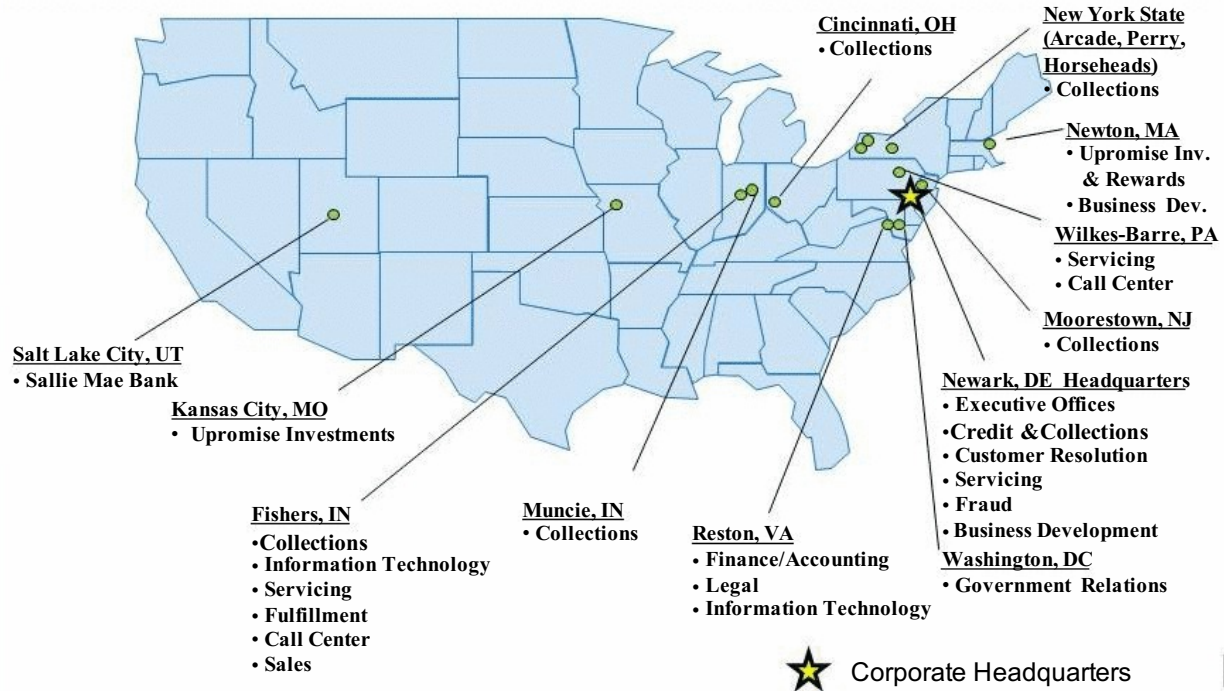 Cincinnati, OH
• Collections
New York State
(Arcade, Perry,
Horseheads)
• Collections
Newton, MA
• Upromise Inv.
& Rewards
• Business Dev.
Wilkes-Barre, PA
• Servicing
• Call Center
Moorestown, NJ
• Collections
Salt Lake City, UT
• Sallie Mae Bank
Kansas City, MO
• Upromise Investments
Fishers, IN
•Collections
• Information Technology
• Servicing
• Fulfillment
• Call Center
• Sales
Muncie, IN
• Collections
Reston, VA
• Finance/Accounting
• Legal
• Information Technology
Newark, DE Headquarters
• Executive Offices
•Credit &Collections
• Customer Resolution
• Servicing
• Fraud
• Business Development
Washington, DC
• Government Relations
Corporate Headquarters